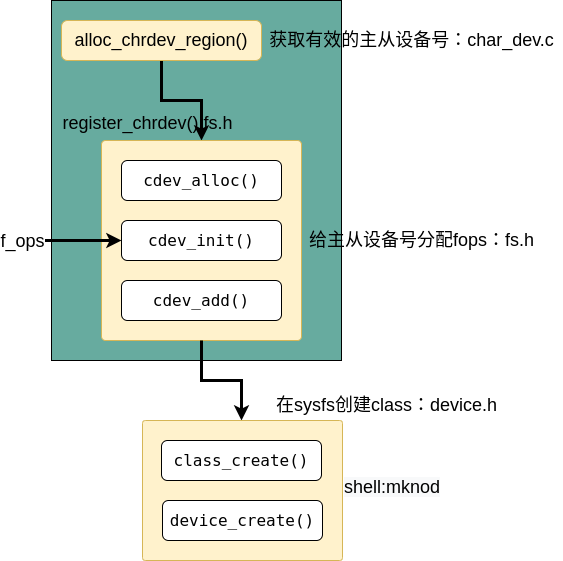 alloc_chrdev_region()
获取有效的主从设备号：char_dev.c
register_chrdev():fs.h
cdev_alloc()
f_ops
cdev_init()
给主从设备号分配fops：fs.h
cdev_add()
在sysfs创建class：device.h
class_create()
shell:mknod
device_create()